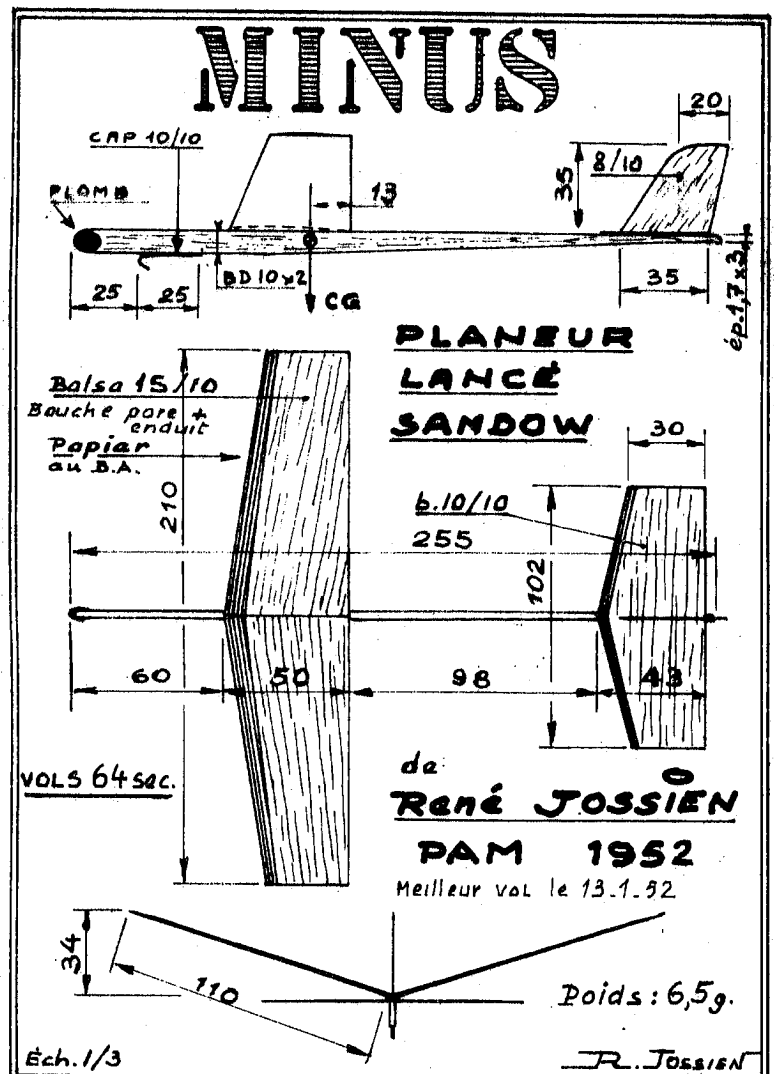 MINUS
CAP 10/10
PLOMB
20
8/10
35
13
25
25
BD 10x2
CG
35
ép.1,7x3
PLANEUR
LANCÉ
SANDOW
Balsa 15/10
Bouche pore +
enduit
Papier
au B.A.
210
30
b.10/10
255
102
60
50
98
43
VOLS 64 sec.
de
René JOSSIEN
PAM 1952
Meilleur vol le 13.1.52
34
110
Poids : 6,5g.
Éch. 1/3
R. JOSSIEN